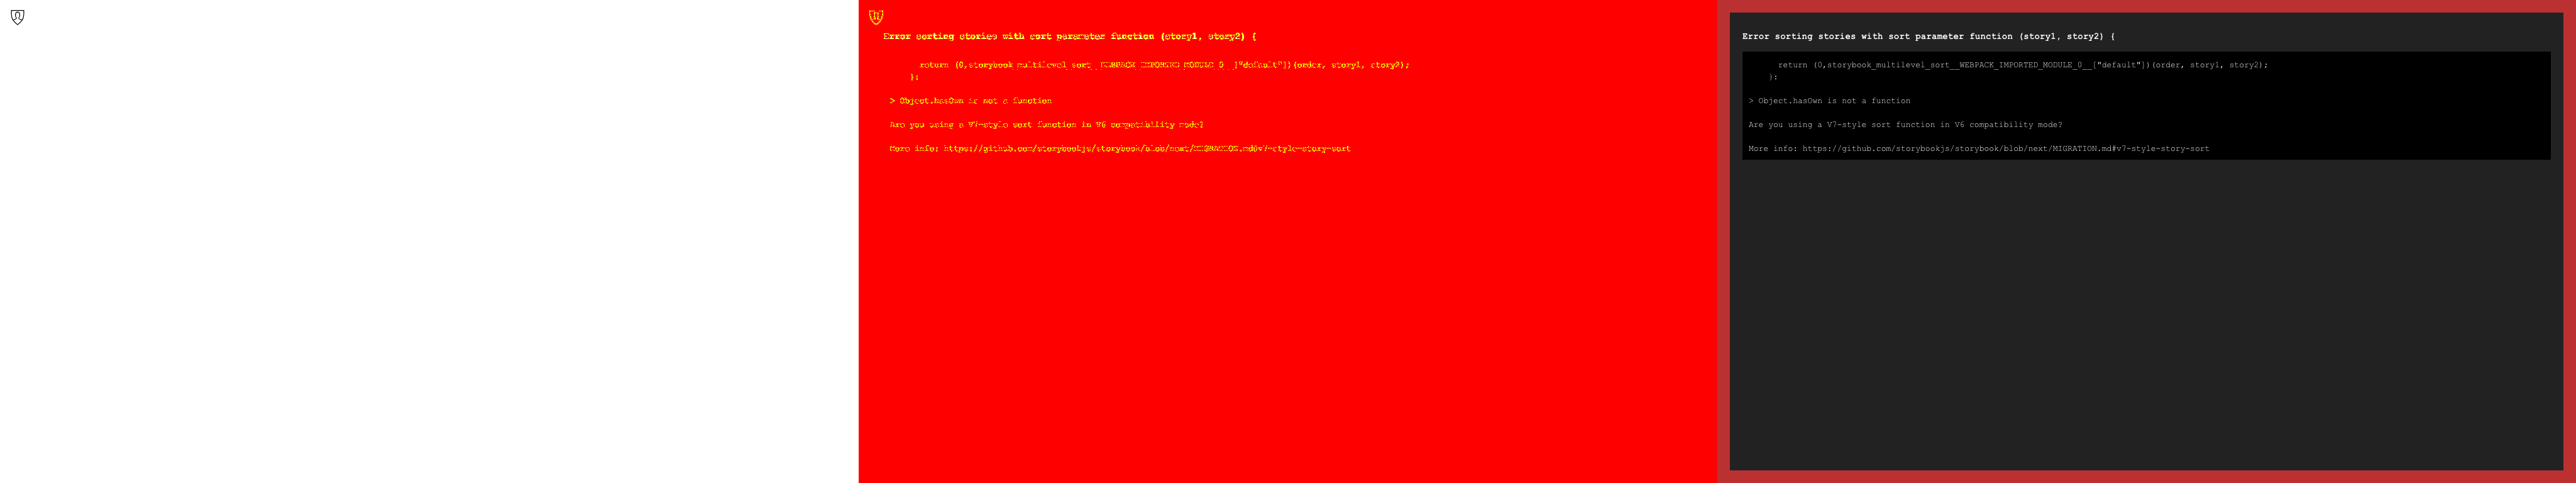 Error sorting stories with sort parameter function (story1, story2) {
return (0,storybook_multilevel_sort__WEBPACK_IMPORTED_MODULE_0__["default"])(order, story1, story2);
}:
> Object.hasOwn is not a function
Are you using a V7-style sort function in V6 compatibility mode?
More info: https://github.com/storybookjs/storybook/blob/next/MIGRATION.md#v7-style-story-sort
Error sorting stories with sort parameter function (story1, story2) {
return (0,storybook_multilevel_sort__WEBPACK_IMPORTED_MODULE_0__["default"])(order, story1, story2);
}:
> Object.hasOwn is not a function
Are you using a V7-style sort function in V6 compatibility mode?
More info: https://github.com/storybookjs/storybook/blob/next/MIGRATION.md#v7-style-story-sort